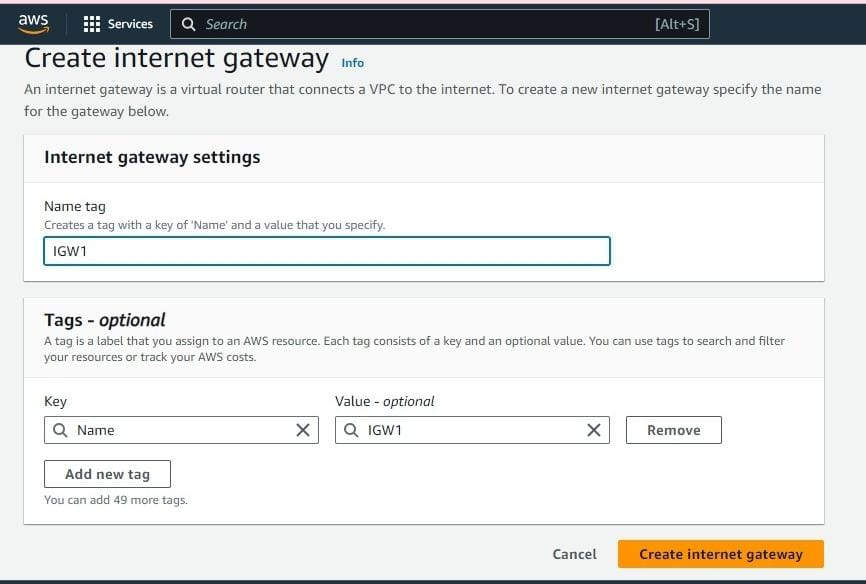 aws Services Search [Alt+S]
Create internet gateway Info
An internet gateway is a virtual router that connects a VPC to the internet. To create a new internet gateway specify the name
for the gateway below.
Internet gateway settings
Name tag
Creates a tag with a key of 'Name' and a value that you specify.
IGW1
Tags - optional
A tag is a label that you assign to an AWS resource. Each tag consists of a key and an optional value. You can use tags to search and filter
your resources or track your AWS costs.
Key Value - optional
Name IGW1 Remove
Add new tag
You can add 49 more tags.
Cancel Create internet gateway